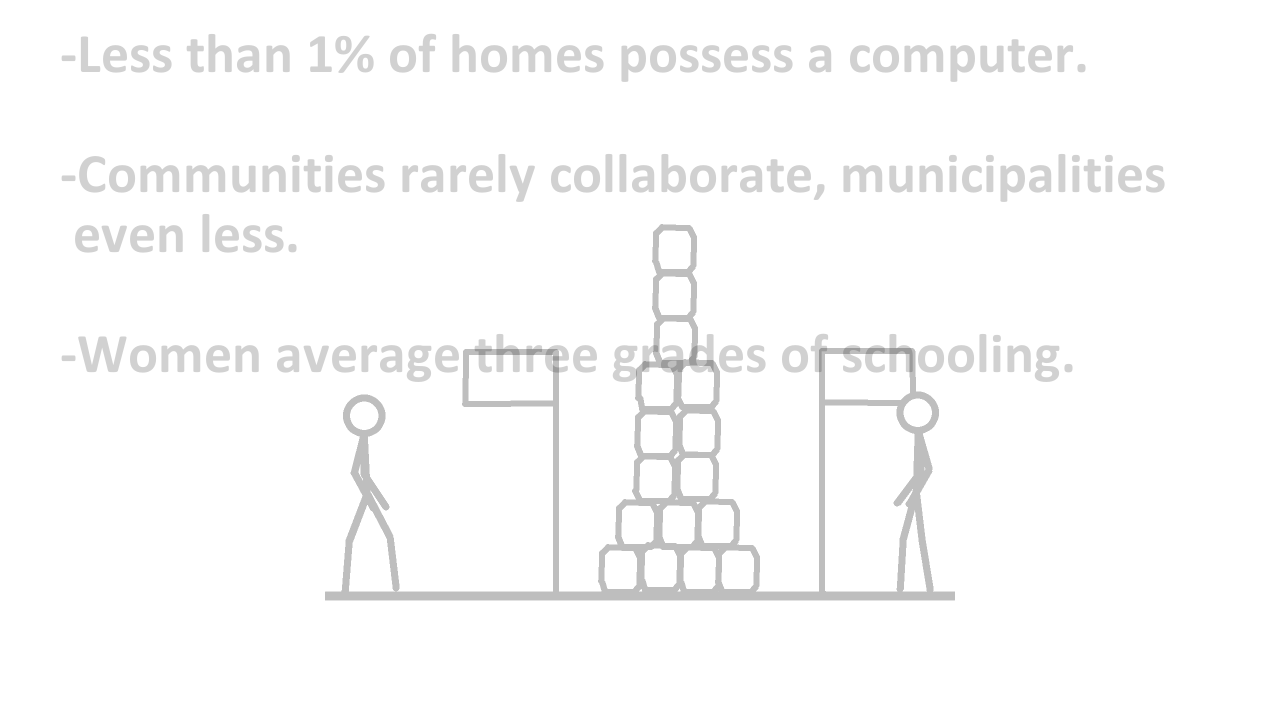 -Less than 1% of homes possess a computer.
-Communities rarely collaborate, municipalities
even less.
-Women average three grades of schooling.